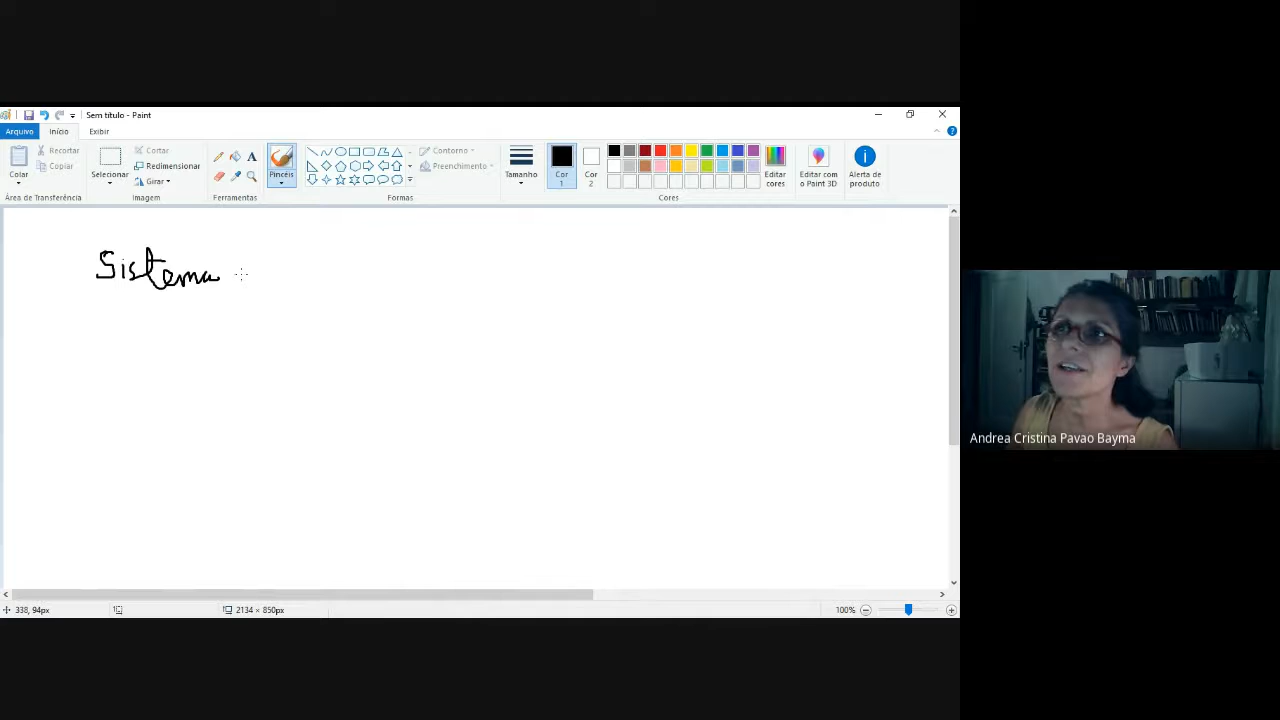 Sem título - Paint
Arquivo Início Exibir
Colar
Recortar
Copiar
Área de Transferência
Selecionar
Cortar
Redimensionar
Girar
Imagem
A
Ferramentas
Pincéis
Contorno
Preenchimento
Formas
Tamanho
Cor 1
Cor 2
Editar cores
Cores
Editar com o Paint 3D
Alerta de produto
Sistema
Andrea Cristina Pavao Bayma
338, 94px 2134 × 850px 100%